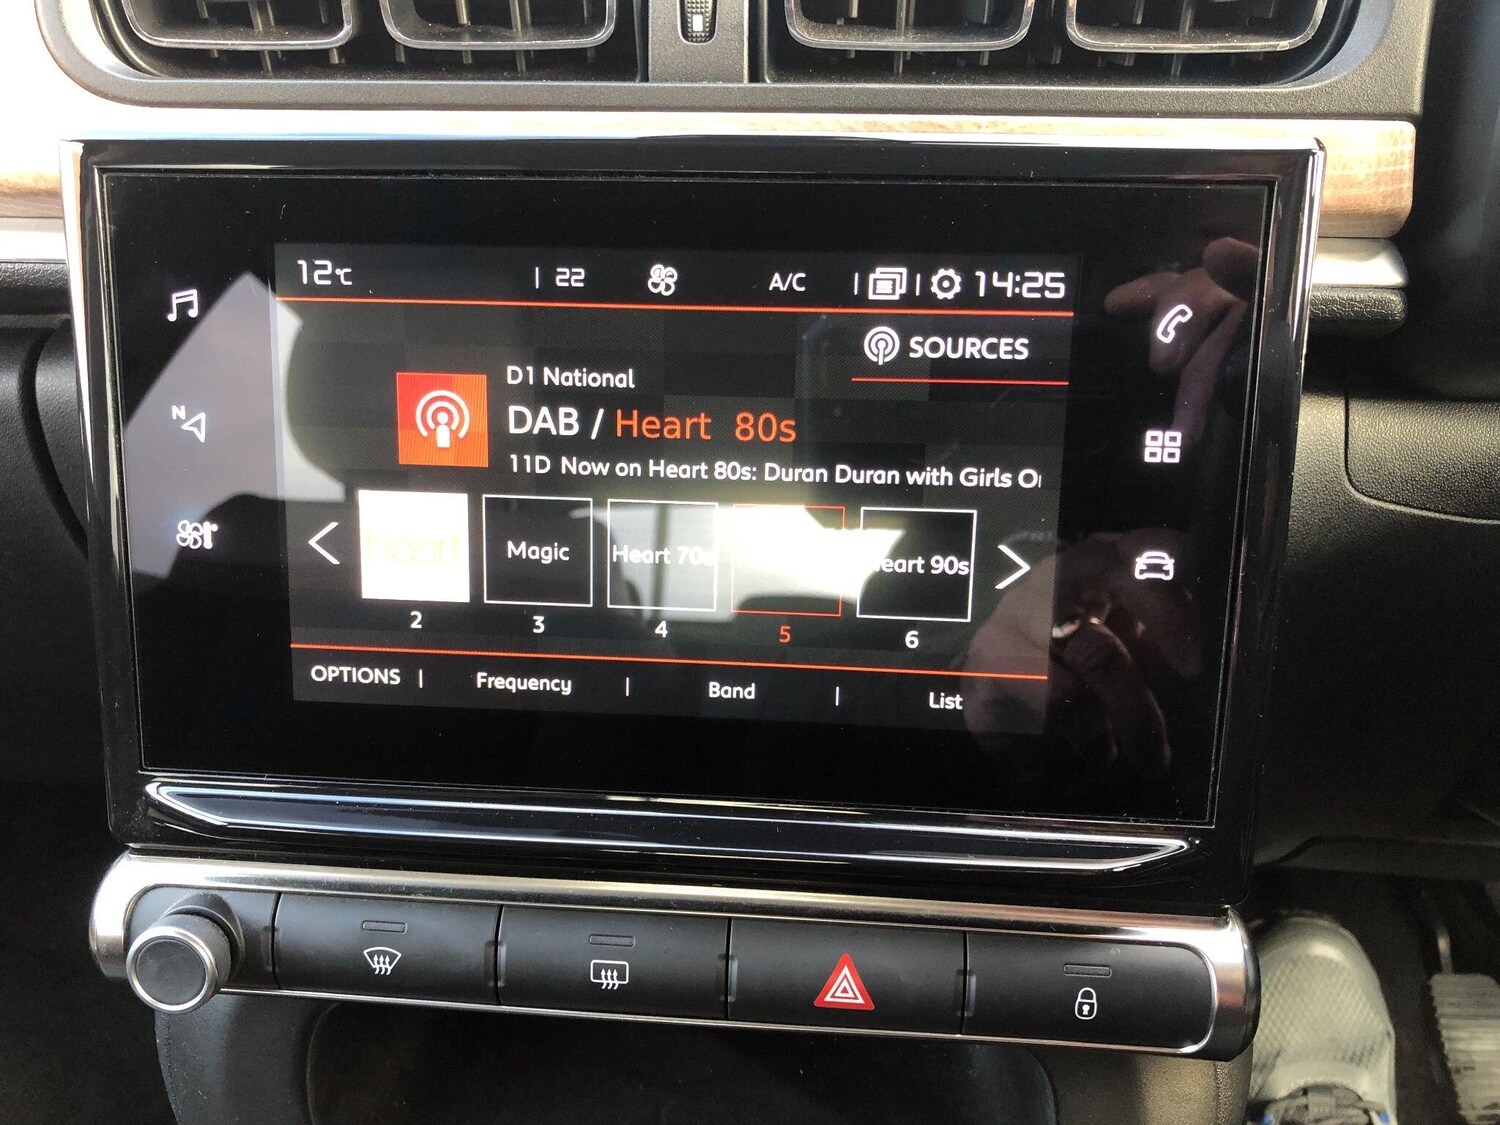 12°C | 22 A/C | | 14:25
SOURCES
D1 National
DAB / Heart 80s
11D Now on Heart 80s: Duran Duran with Girls O
N
heart Magic Heart 70s eart 90s
2 3 4 5 6
OPTIONS | Frequency | Band | List